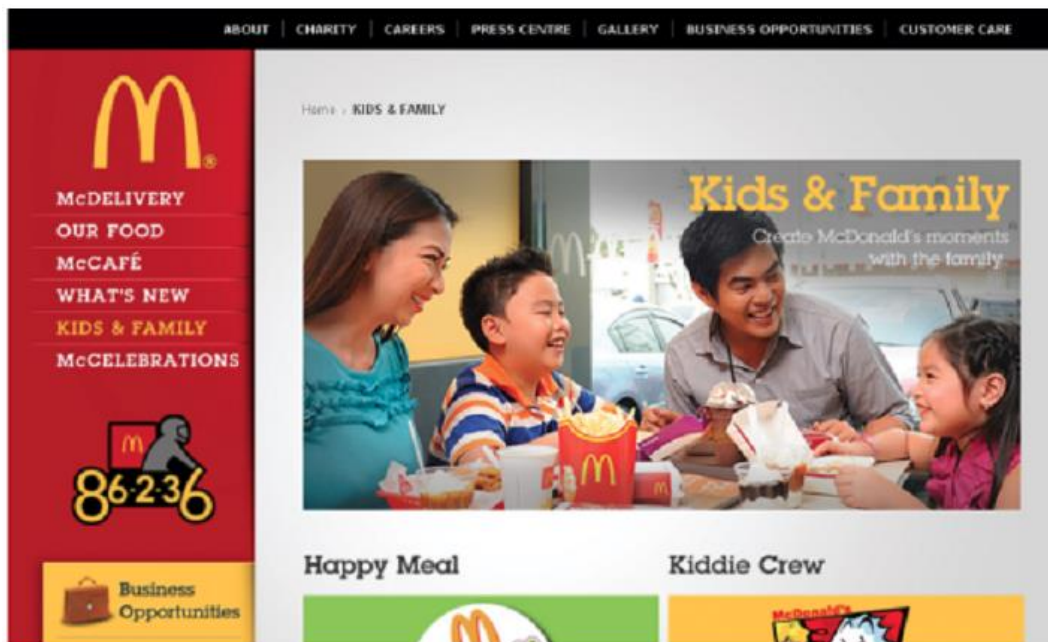 ABOUT | CHARITY | CAREERS | PRESS CENTRE | GALLERY | BUSINESS OPPORTUNITIES | CUSTOMER CARE
Home › KIDS & FAMILY
McDELIVERY
OUR FOOD
McCAFÉ
WHAT'S NEW
KIDS & FAMILY
McCELEBRATIONS
86-2-36
Business
Opportunities
Kids & Family
Create McDonald's moments
with the family
Happy Meal
Kiddie Crew
McDonald's